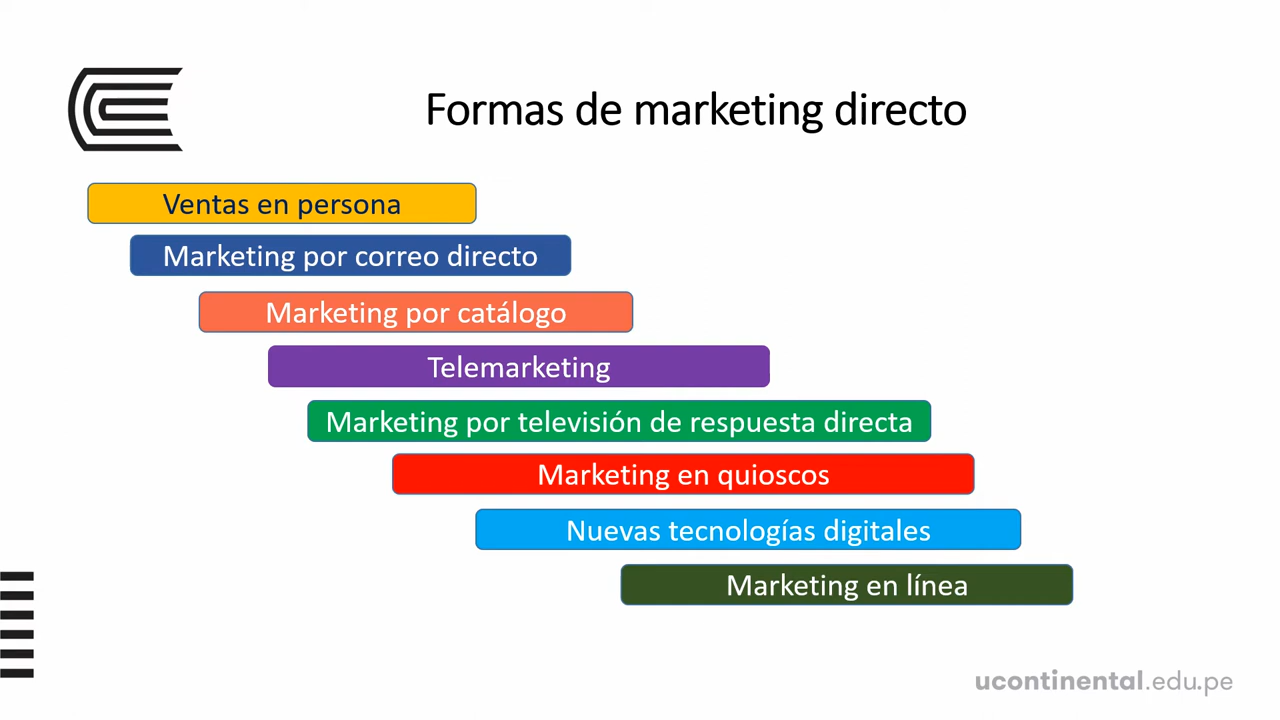 Formas de marketing directo
Ventas en persona
Marketing por correo directo
Marketing por catálogo
Telemarketing
Marketing por televisión de respuesta directa
Marketing en quioscos
Nuevas tecnologías digitales
Marketing en línea
ucontinental.edu.pe